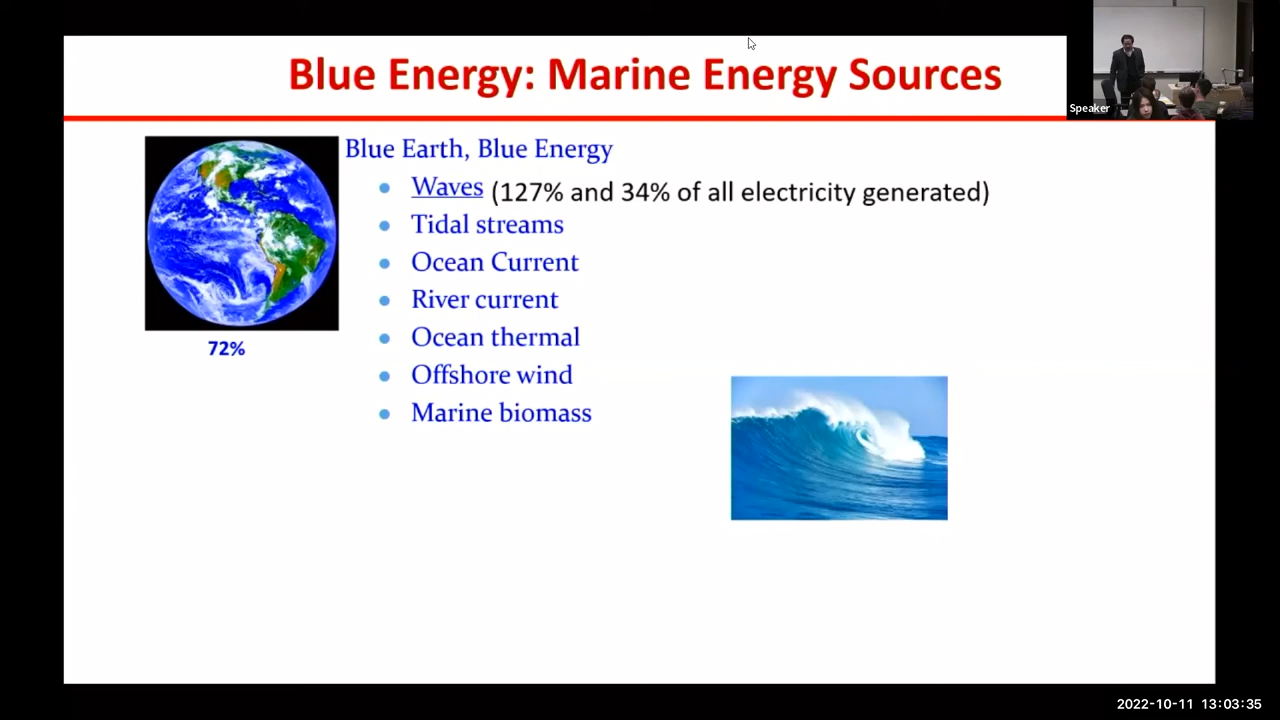 Blue Energy: Marine Energy Sources
Speaker
Blue Earth, Blue Energy
Waves (127% and 34% of all electricity generated)
Tidal streams
Ocean Current
River current
Ocean thermal
72%
Offshore wind
Marine biomass
2022-10-11 13:03:35